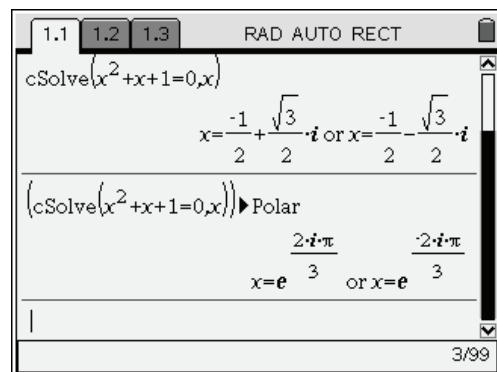 1.1 1.2 1.3 RAD AUTO RECT
cSolve(x²+x+1=0,x)
x=-1/2+√3/2·i or x=-1/2-√3/2·i
(cSolve(x²+x+1=0,x))▶Polar
x=e^(2·i·π/3) or x=e^(-2·i·π/3)
3/99